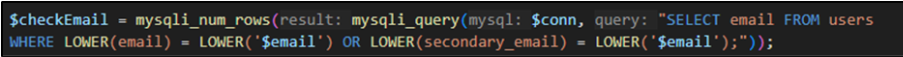 $checkEmail = mysqli_num_rows(result: mysqli_query(mysql: $conn, query: "SELECT email FROM users
WHERE LOWER(email) = LOWER('$email') OR LOWER(secondary_email) = LOWER('$email');"));